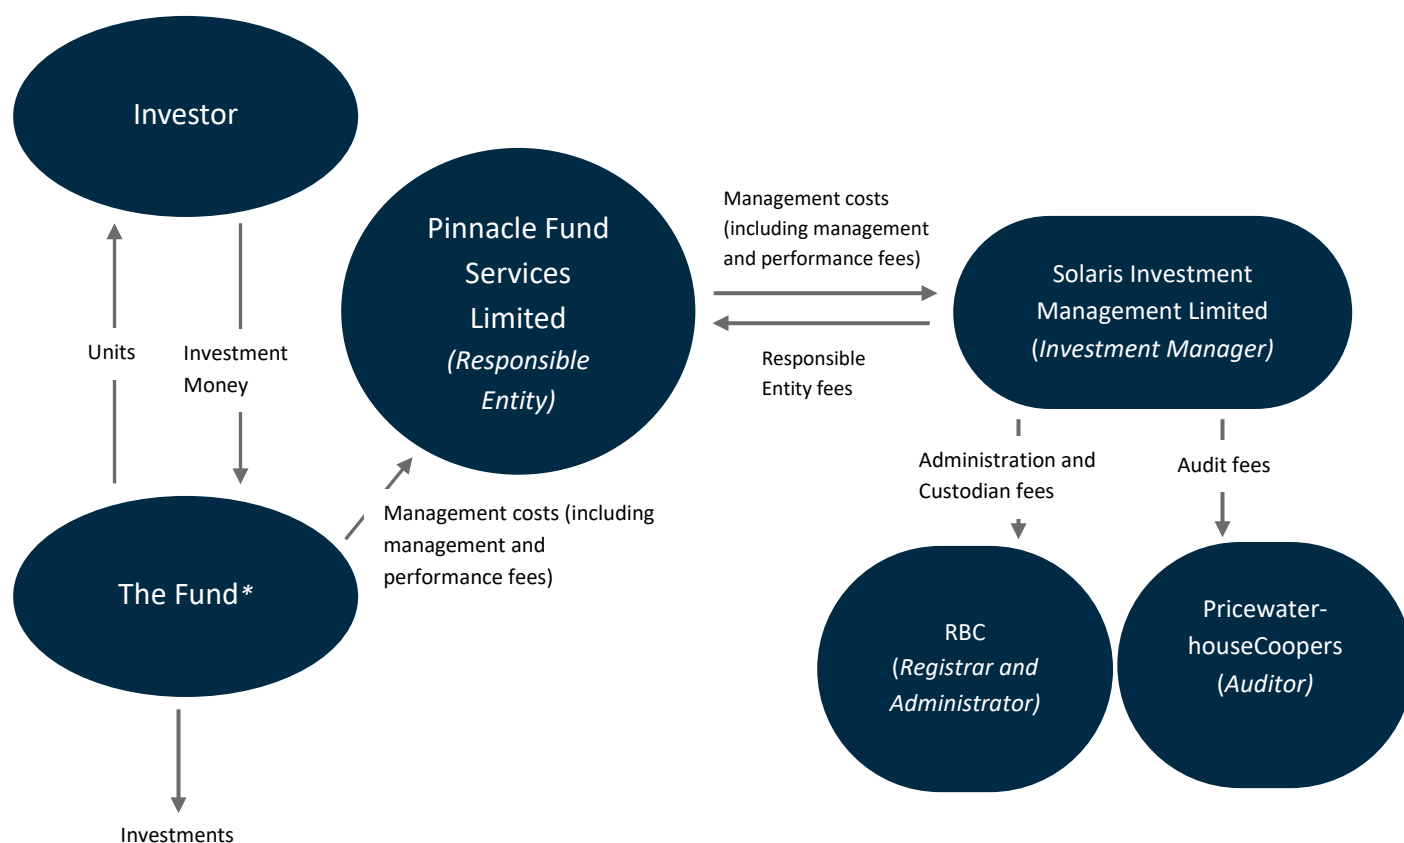 Investor
Units
Investment
Money
The Fund*
Investments
Pinnacle Fund
Services
Limited
(Responsible
Entity)
Management costs (including
management and
performance fees)
Management costs
(including management
and performance fees)
Responsible
Entity fees
Solaris Investment
Management Limited
(Investment Manager)
Administration and
Custodian fees
Audit fees
RBC
(Registrar and
Administrator)
Pricewater-
houseCoopers
(Auditor)